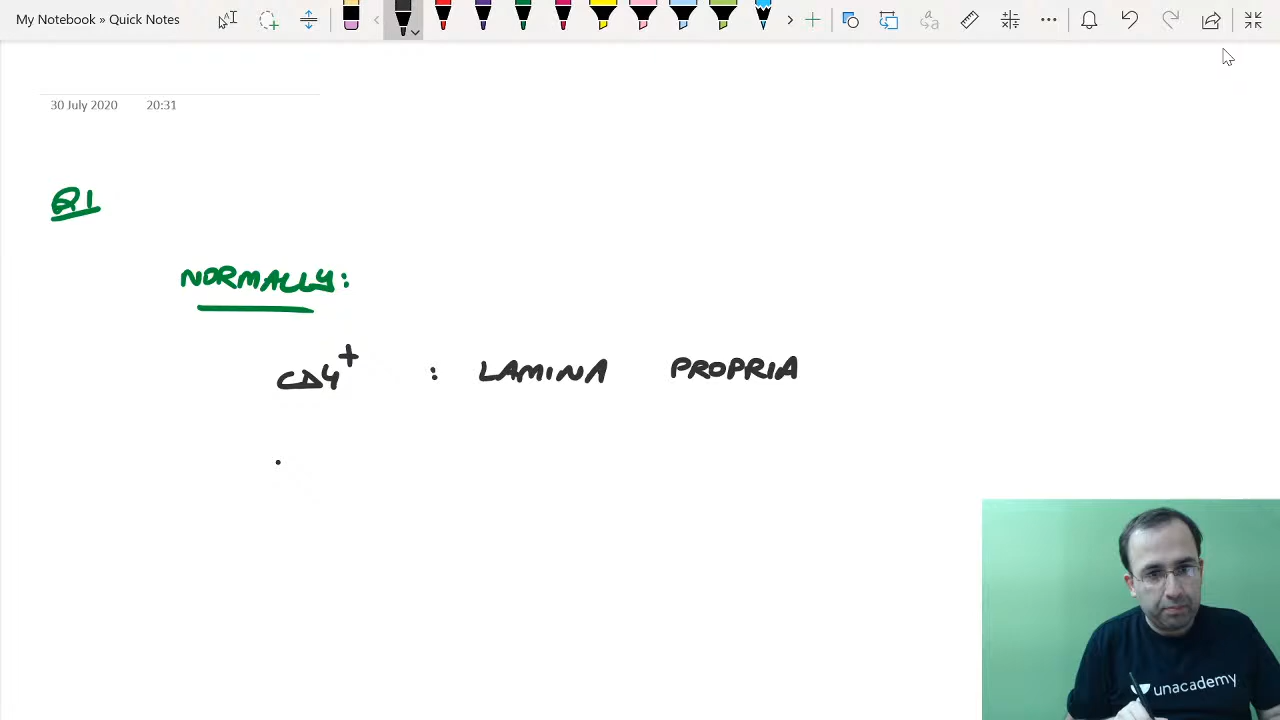 My Notebook » Quick Notes
30 July 2020 20:31
Q1
NORMALLY:
CD4+ : LAMINA PROPRIA
unacademy